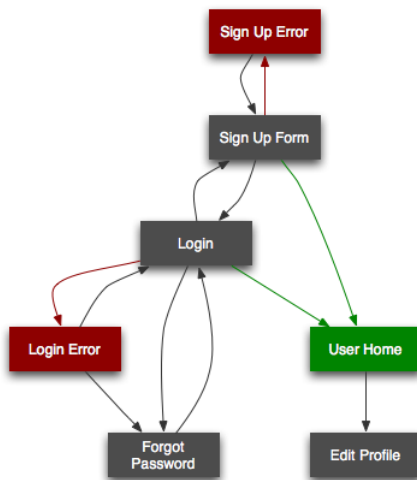 Sign Up Error
Sign Up Form
Login
Login Error
User Home
Forgot
Password
Edit Profile